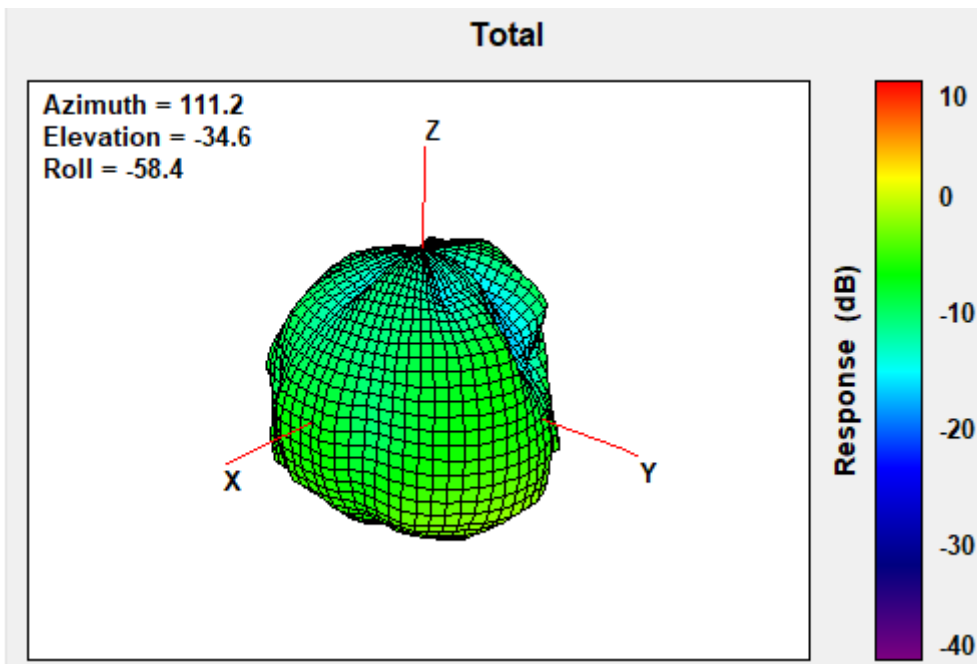 Total
Azimuth = 111.2
Elevation = -34.6
Roll = -58.4
Z
X
Y
Response (dB)
10
0
-10
-20
-30
-40